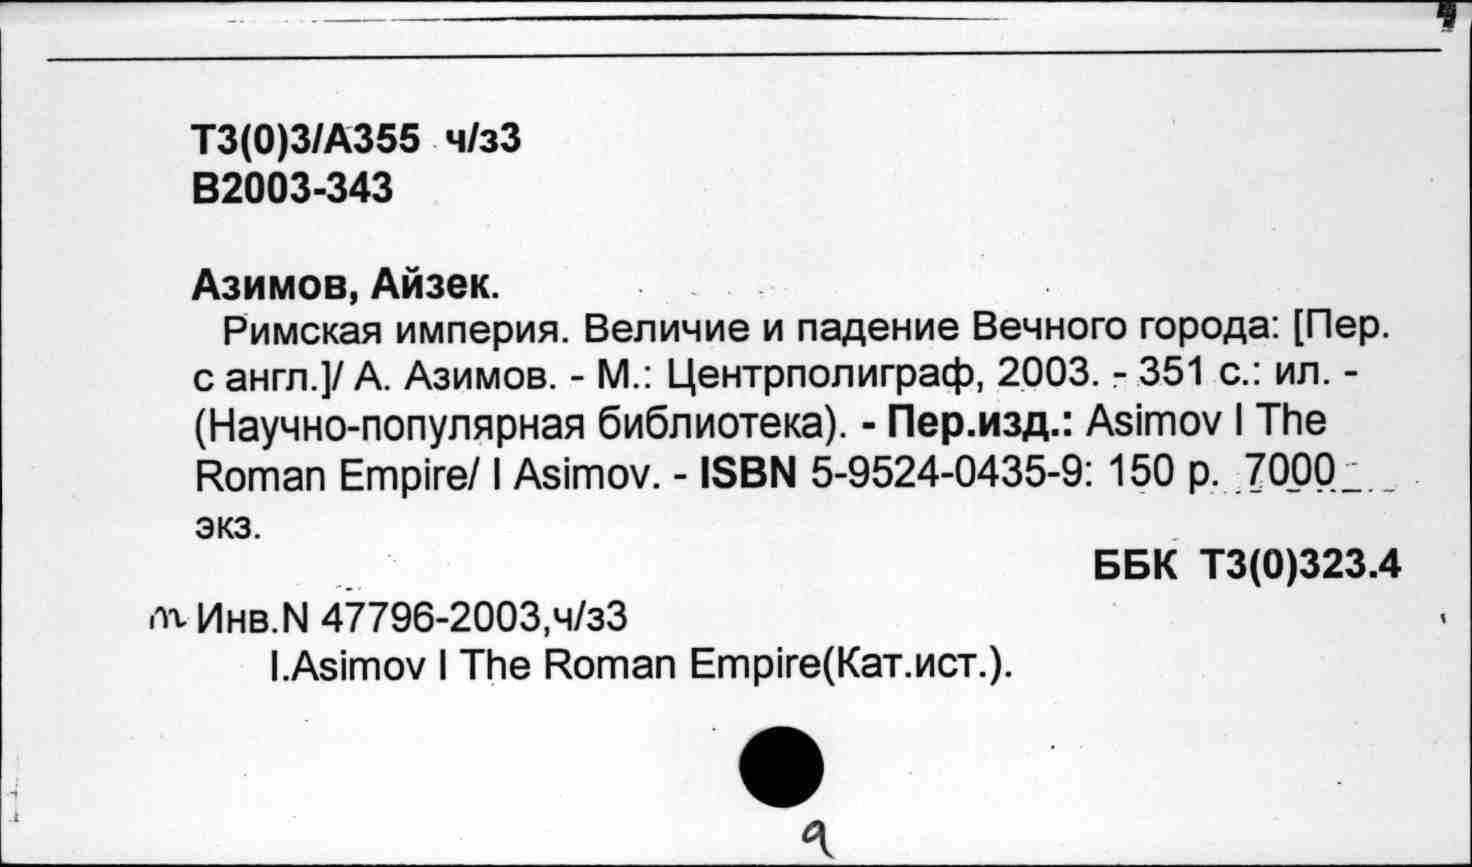 Т3(0)3/А355 ч/з3
В2003-343
Азимов, Айзек.
Римская империя. Величие и падение Вечного города: [Пер.
с англ.]/ А. Азимов. - М.: Центрполиграф, 2003. - 351 с.: ил. -
(Научно-популярная библиотека). - Пер.изд.: Asimov I The
Roman Empire/ I Asimov. - ISBN 5-9524-0435-9: 150 р. 7000
экз.
ББК Т3(0)323.4
Инв.N 47796-2003,ч/з3
I.Asimov I The Roman Empire(Кат.ист.).